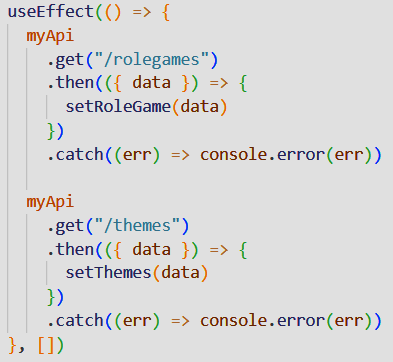 useEffect(() => {
  myApi
    .get("/rolegames")
    .then(({ data }) => {
      setRoleGame(data)
    })
    .catch((err) => console.error(err))

  myApi
    .get("/themes")
    .then(({ data }) => {
      setThemes(data)
    })
    .catch((err) => console.error(err))
}, [])